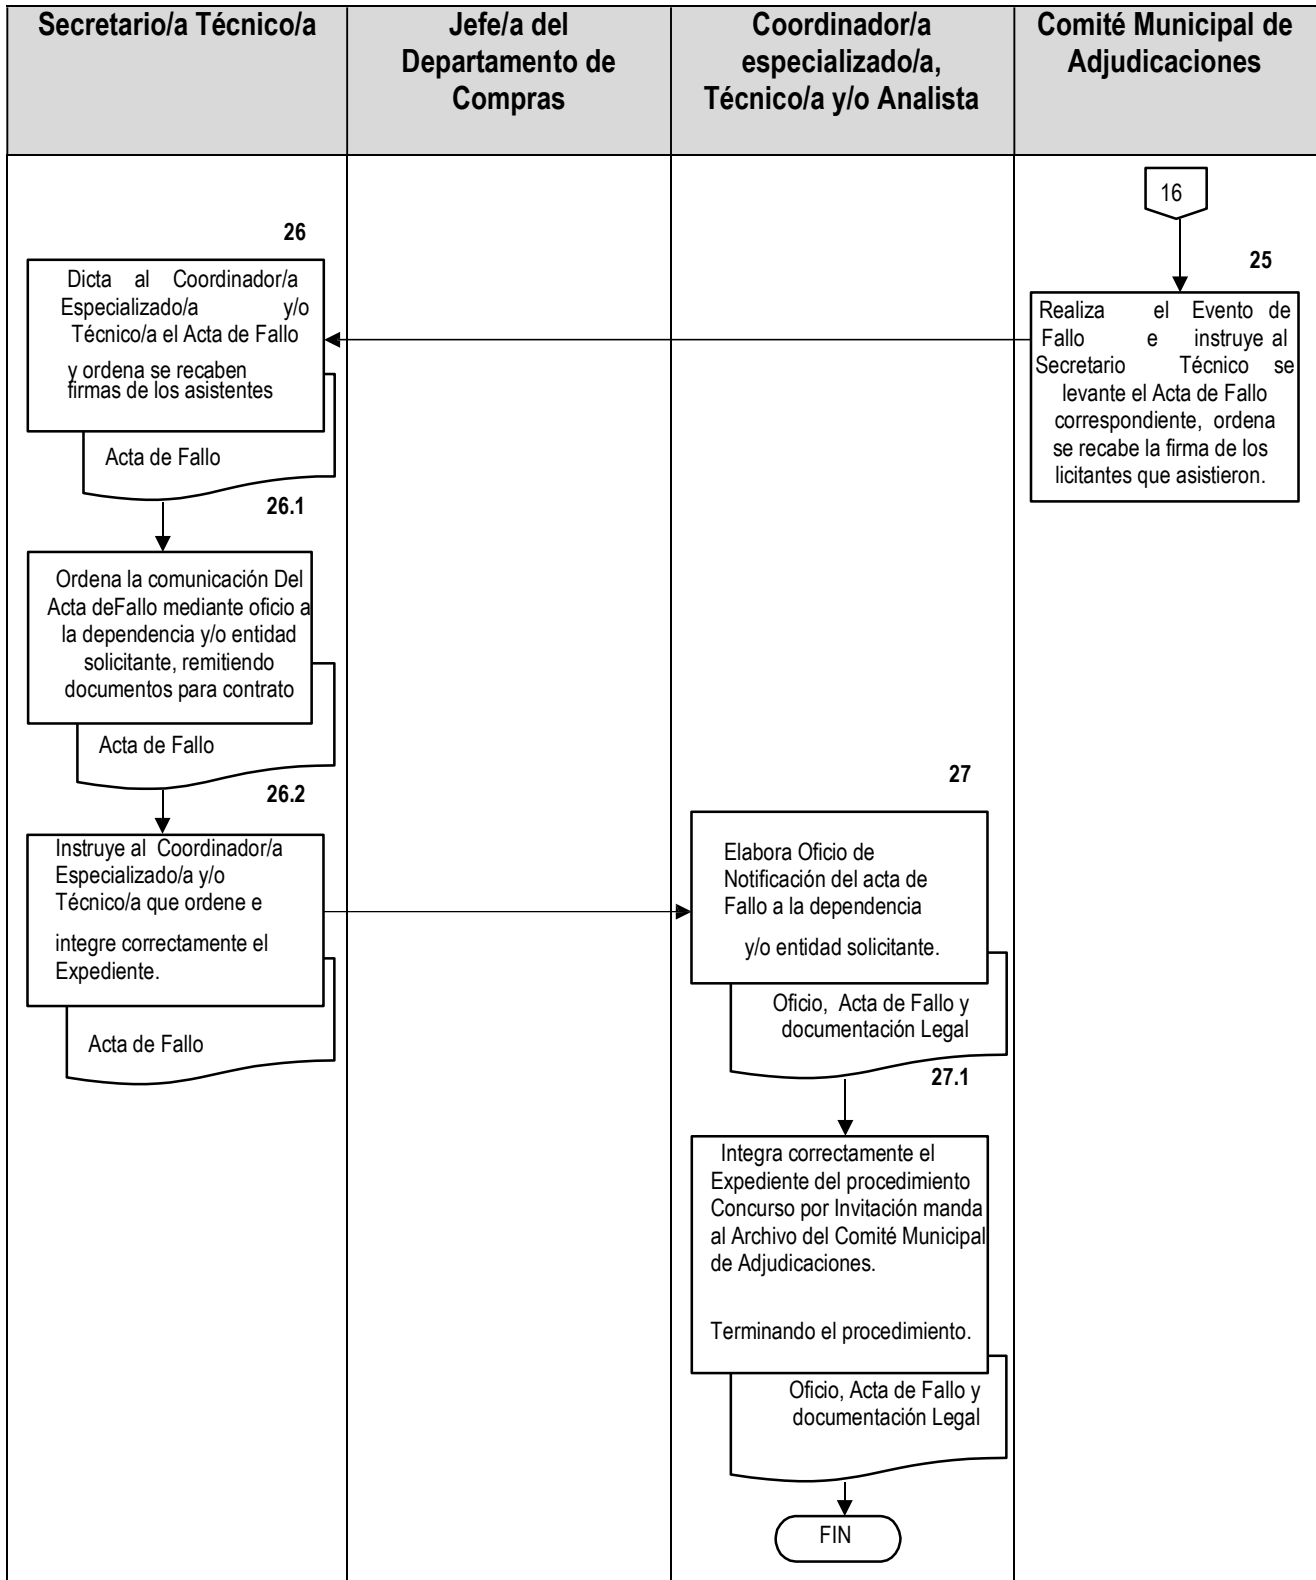 Secretario/a Técnico/a
Jefe/a del
Departamento de
Compras
Coordinador/a
especializado/a,
Técnico/a y/o Analista
Comité Municipal de
Adjudicaciones
16
25
Realiza el Evento de
Fallo e instruye al
Secretario Técnico se
levante el Acta de Fallo
correspondiente, ordena
se recabe la firma de los
licitantes que asistieron.
26
Dicta al Coordinador/a
Especializado/a y/o
Técnico/a el Acta de Fallo
y ordena se recaben
firmas de los asistentes
Acta de Fallo
26.1
Ordena la comunicación Del
Acta deFallo mediante oficio a
la dependencia y/o entidad
solicitante, remitiendo
documentos para contrato
Acta de Fallo
26.2
Instruye al Coordinador/a
Especializado/a y/o
Técnico/a que ordene e
integre correctamente el
Expediente.
Acta de Fallo
27
Elabora Oficio de
Notificación del acta de
Fallo a la dependencia
y/o entidad solicitante.
Oficio, Acta de Fallo y
documentación Legal
27.1
Integra correctamente el
Expediente del procedimiento
Concurso por Invitación manda
al Archivo del Comité Municipal
de Adjudicaciones.
Terminando el procedimiento.
Oficio, Acta de Fallo y
documentación Legal
FIN